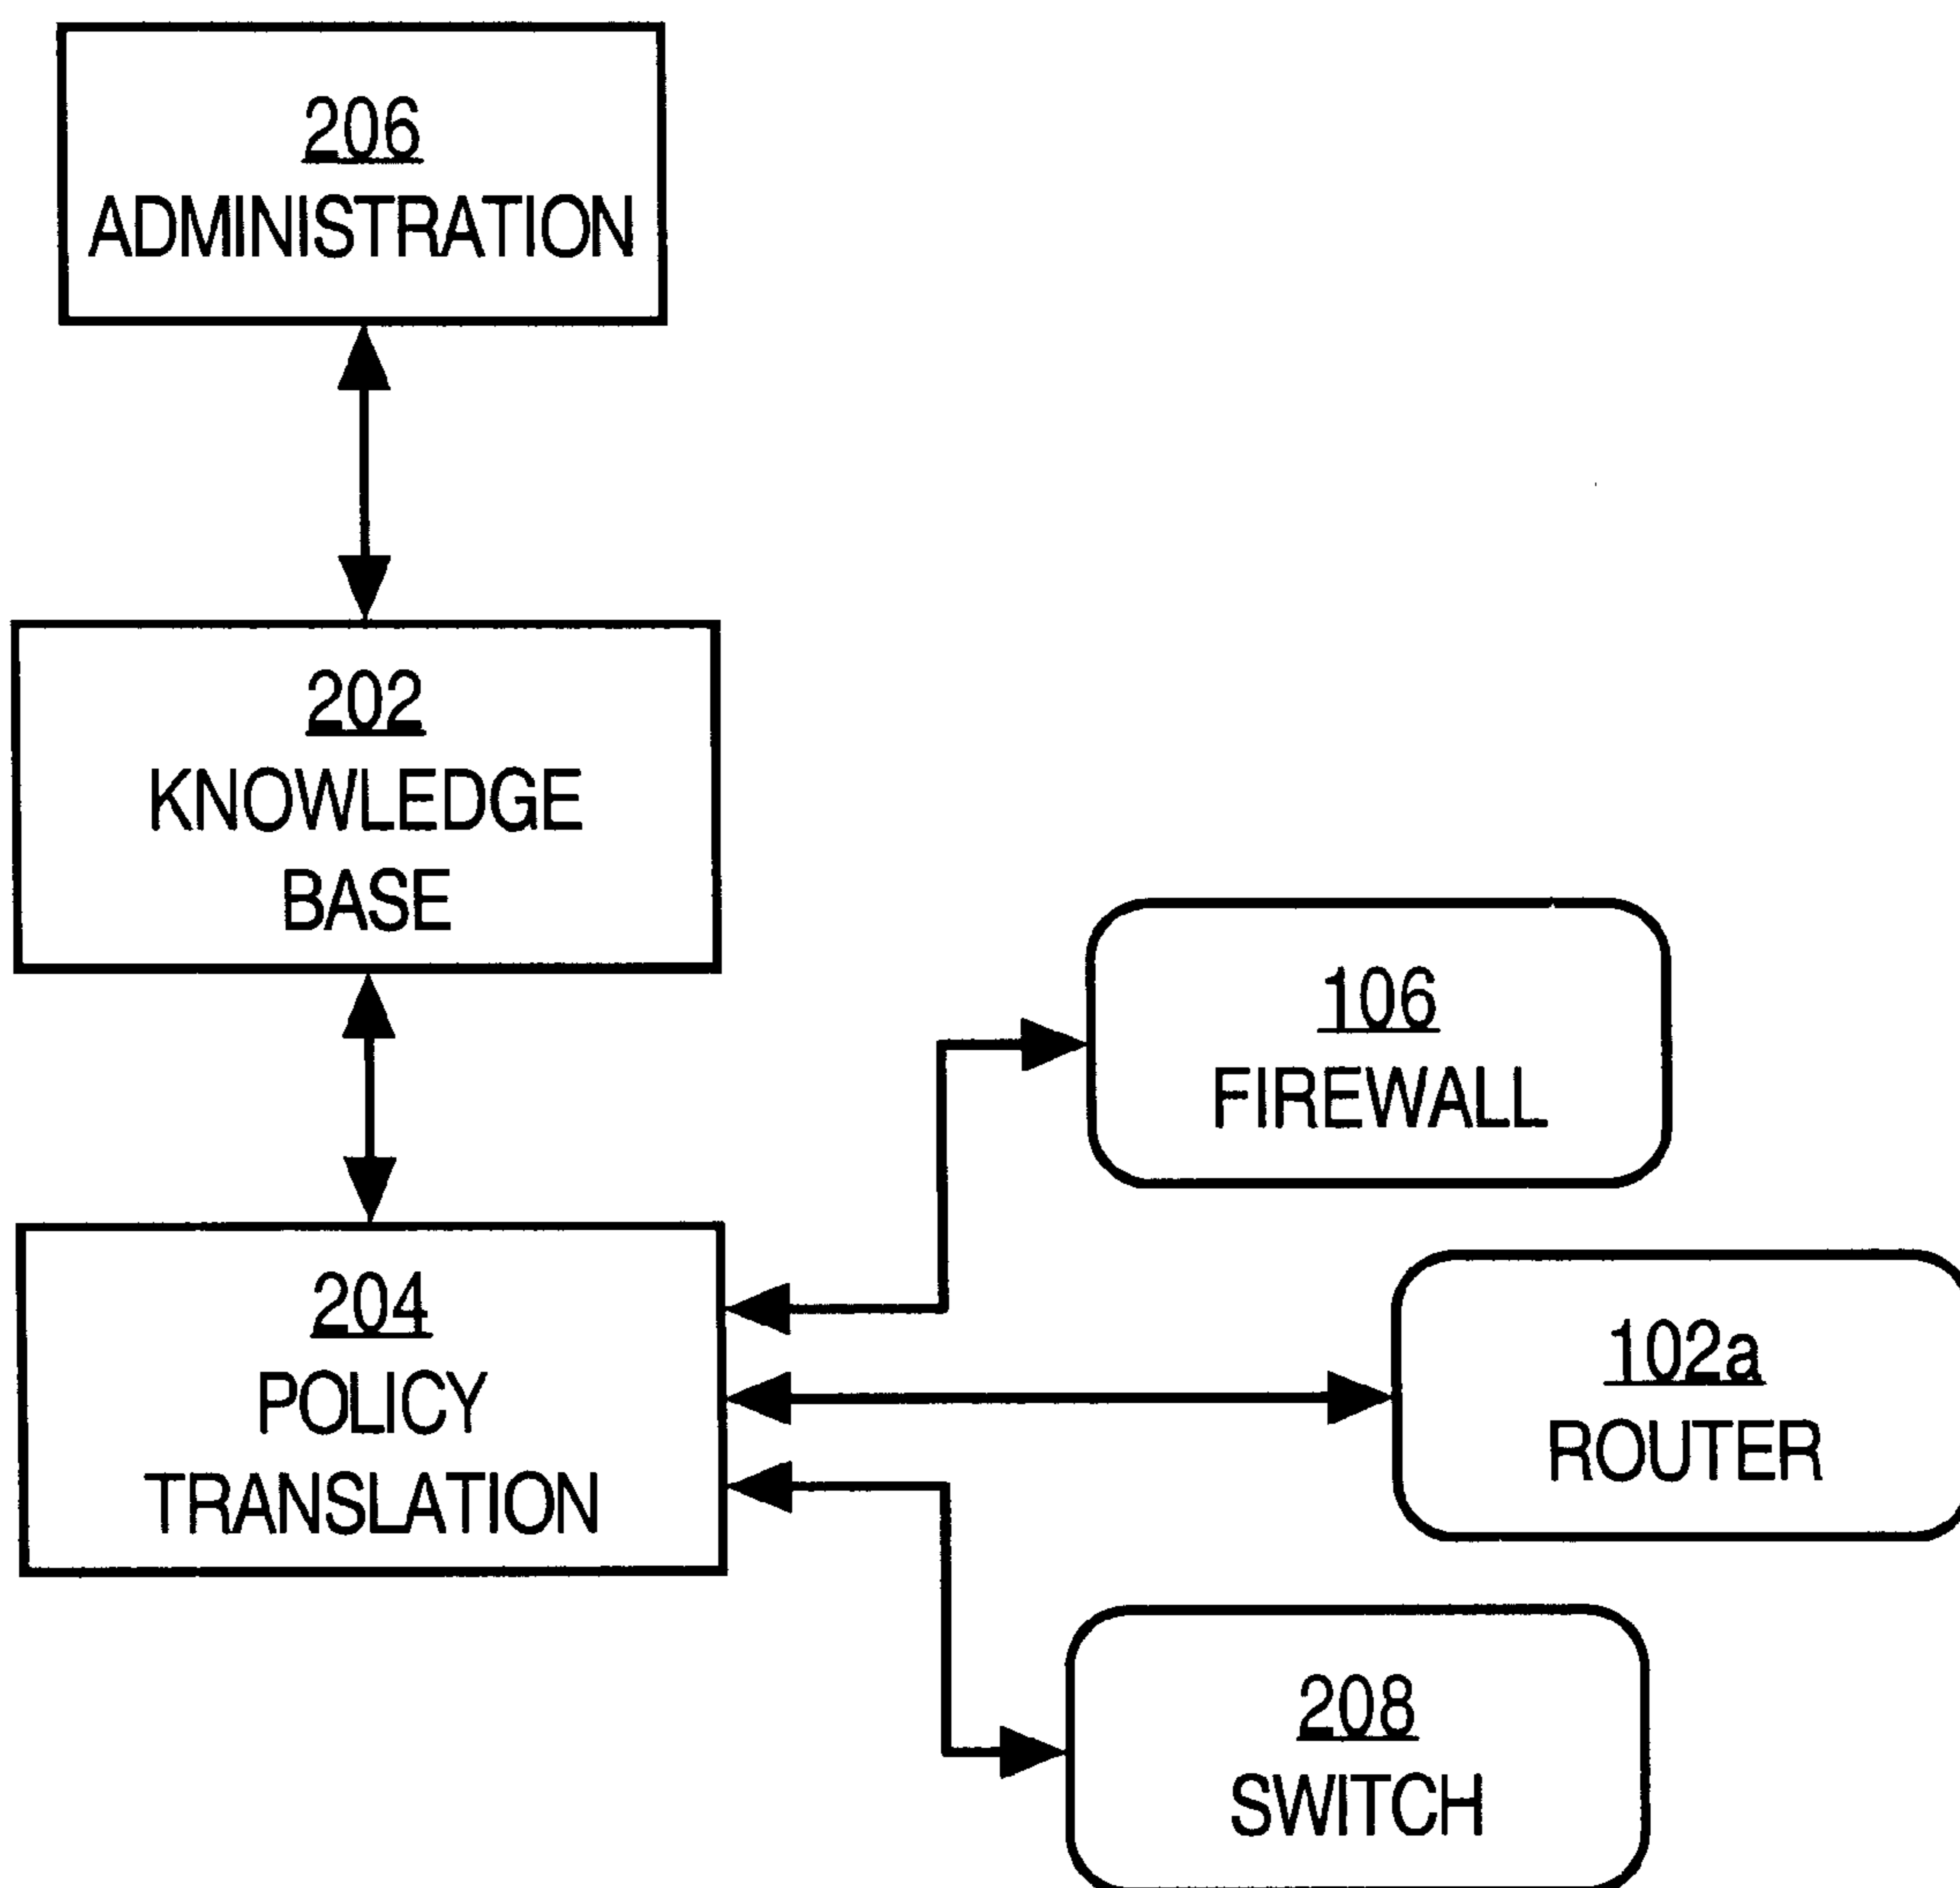 206
ADMINISTRATION
202
KNOWLEDGE
BASE
106
FIREWALL
204
POLICY
TRANSLATION
102a
ROUTER
208
SWITCH